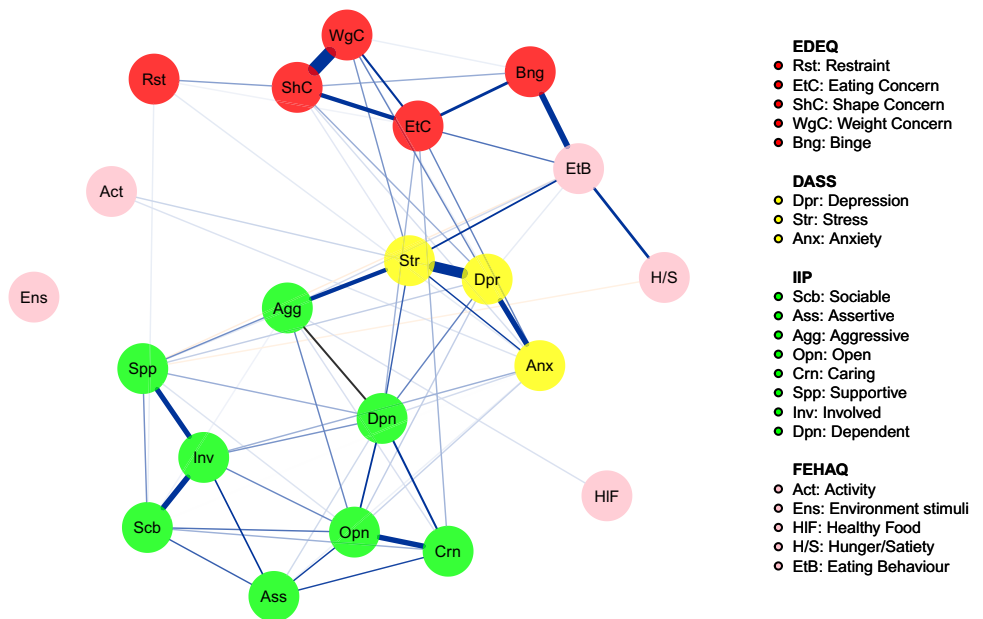 WgC
Bng
Rst
ShC
EtC
EtB
Act
Str
H/S
Dpr
Ens
Agg
Anx
Spp
Dpn
Inv
HIF
Scb
Opn
Crn
Ass
EDEQ
Rst: Restraint
EtC: Eating Concern
ShC: Shape Concern
WgC: Weight Concern
Bng: Binge
DASS
Dpr: Depression
Str: Stress
Anx: Anxiety
IIP
Scb: Sociable
Ass: Assertive
Agg: Aggressive
Opn: Open
Crn: Caring
Spp: Supportive
Inv: Involved
Dpn: Dependent
FEHAQ
Act: Activity
Ens: Environment stimuli
HIF: Healthy Food
H/S: Hunger/Satiety
EtB: Eating Behaviour